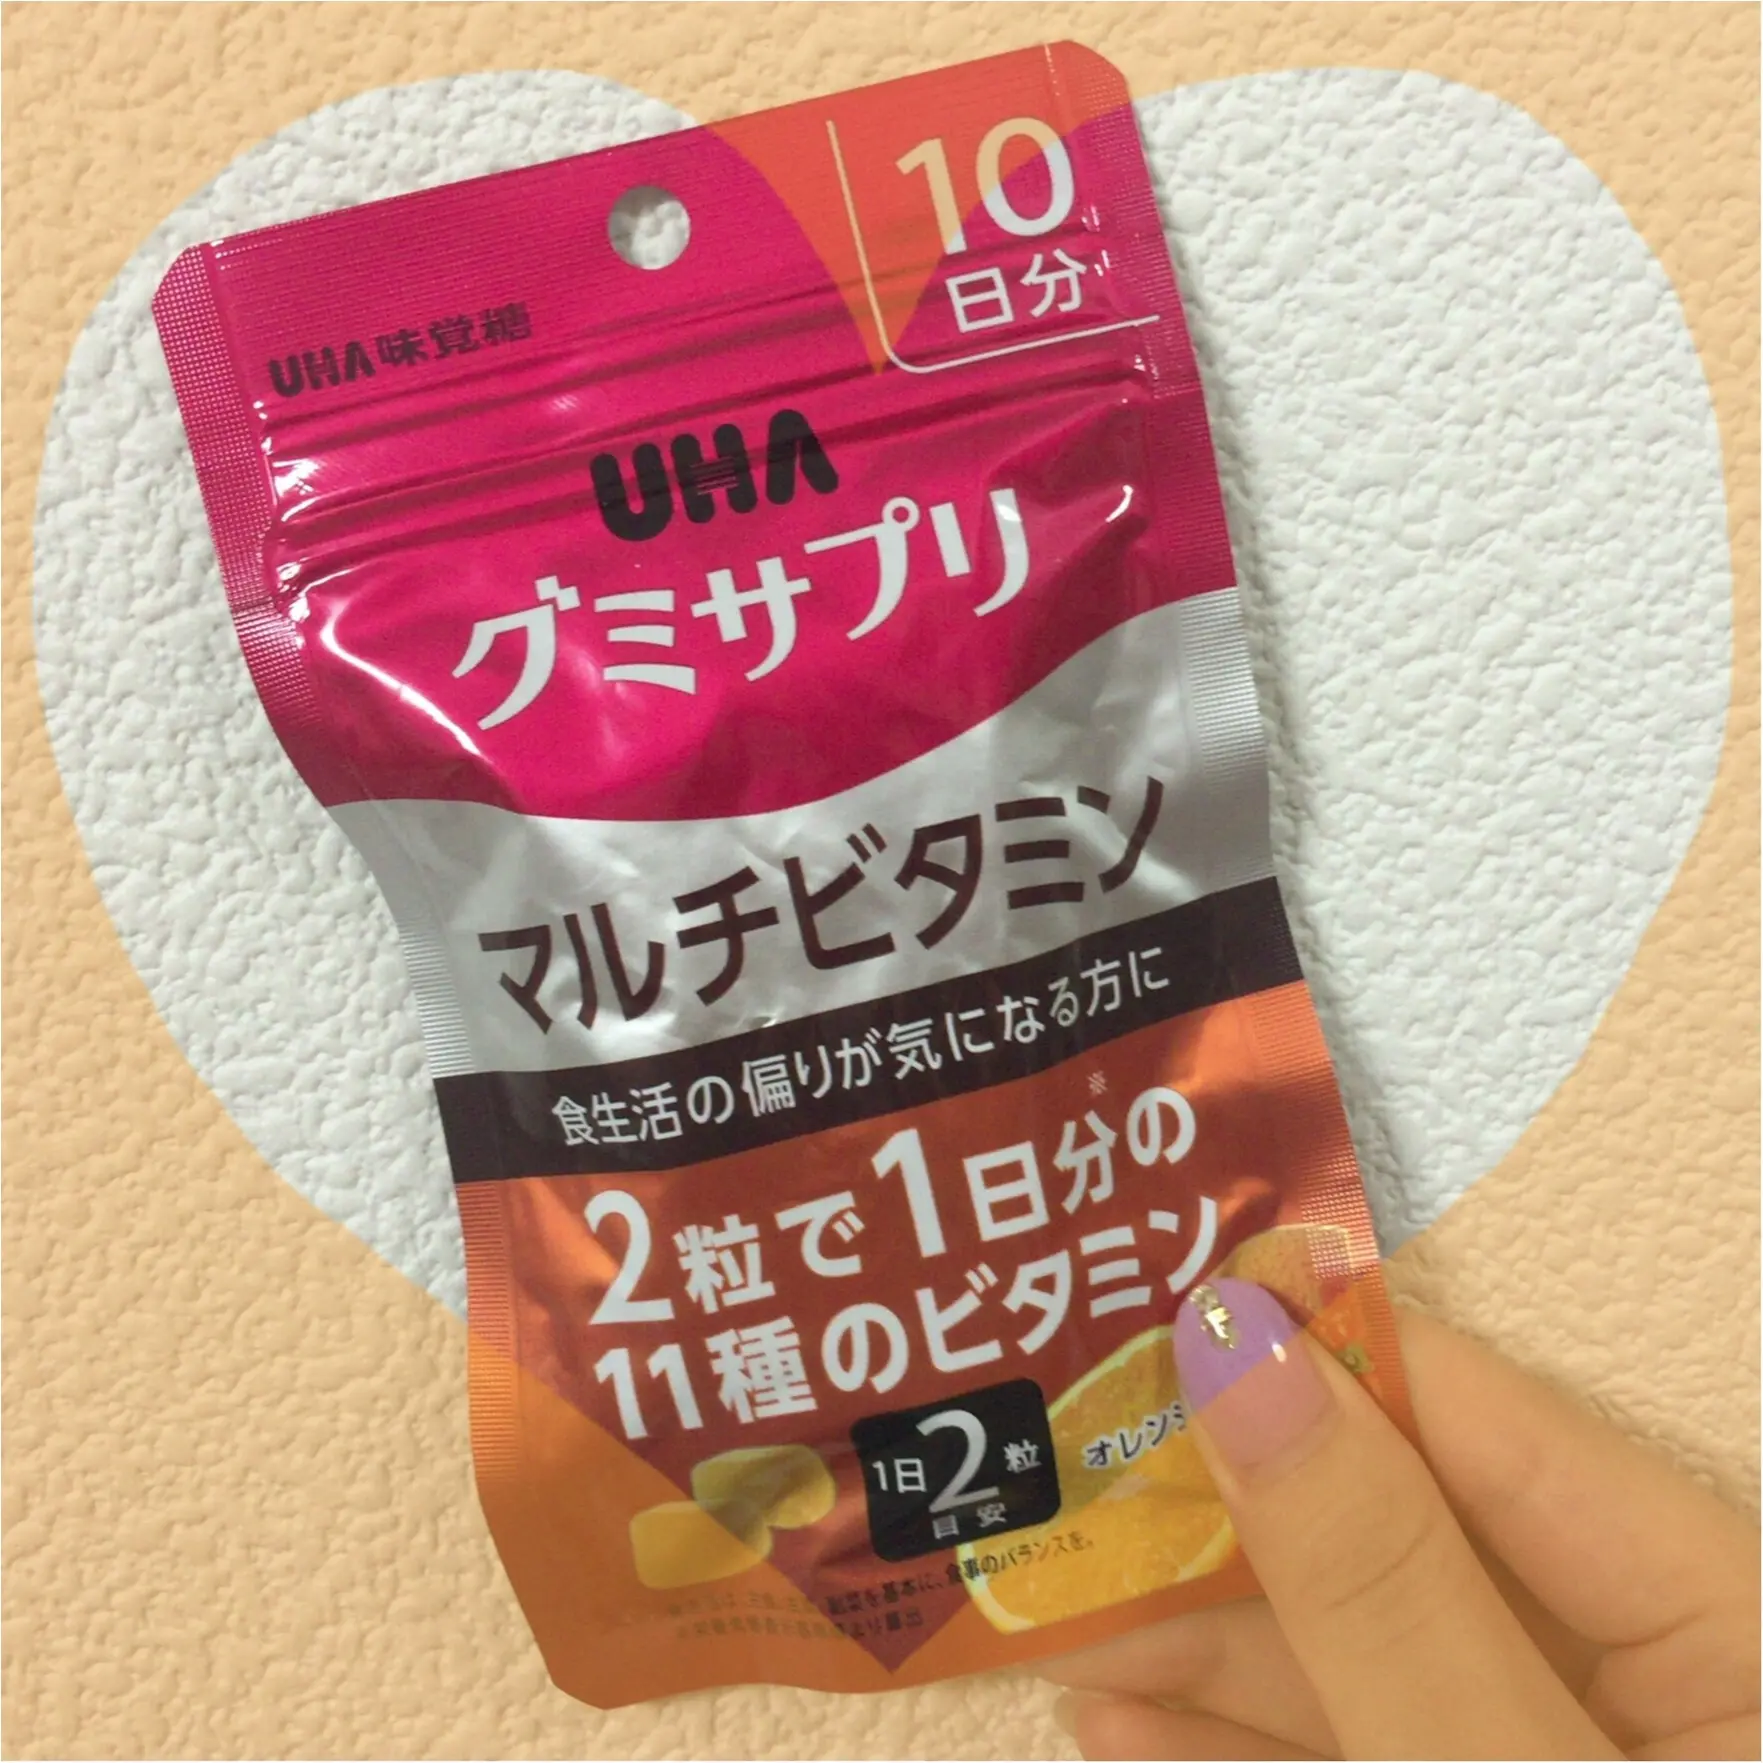 10
日分
UHA味覚糖
UHA
グミサプリ
マルチビタミン
食生活の偏りが気になる方に
※
2粒で1日分の
11種のビタミン
1日2粒
目安
オレンジ
食事のバランスを。